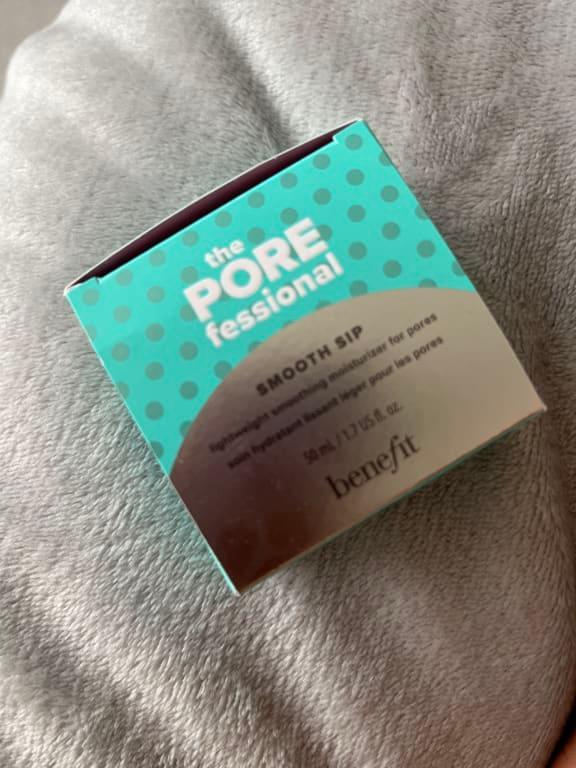 the
PORE
fessional
SMOOTH SIP
lightweight smoothing moisturizer for pores
soin hydratant lissant léger pour les pores
50 mL / 1.7 US fl. oz.
benefit